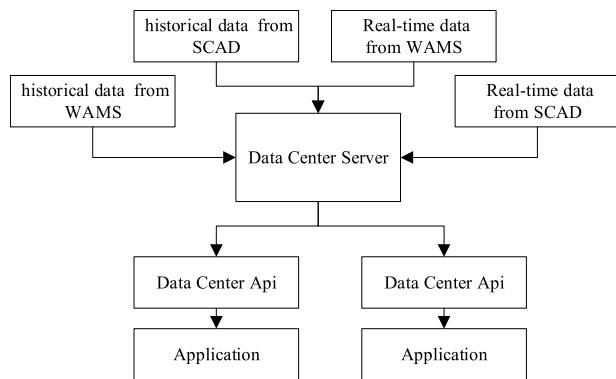 historical data from
SCAD
Real-time data
from WAMS
historical data from
WAMS
Real-time data
from SCAD
Data Center Server
Data Center Api
Data Center Api
Application
Application